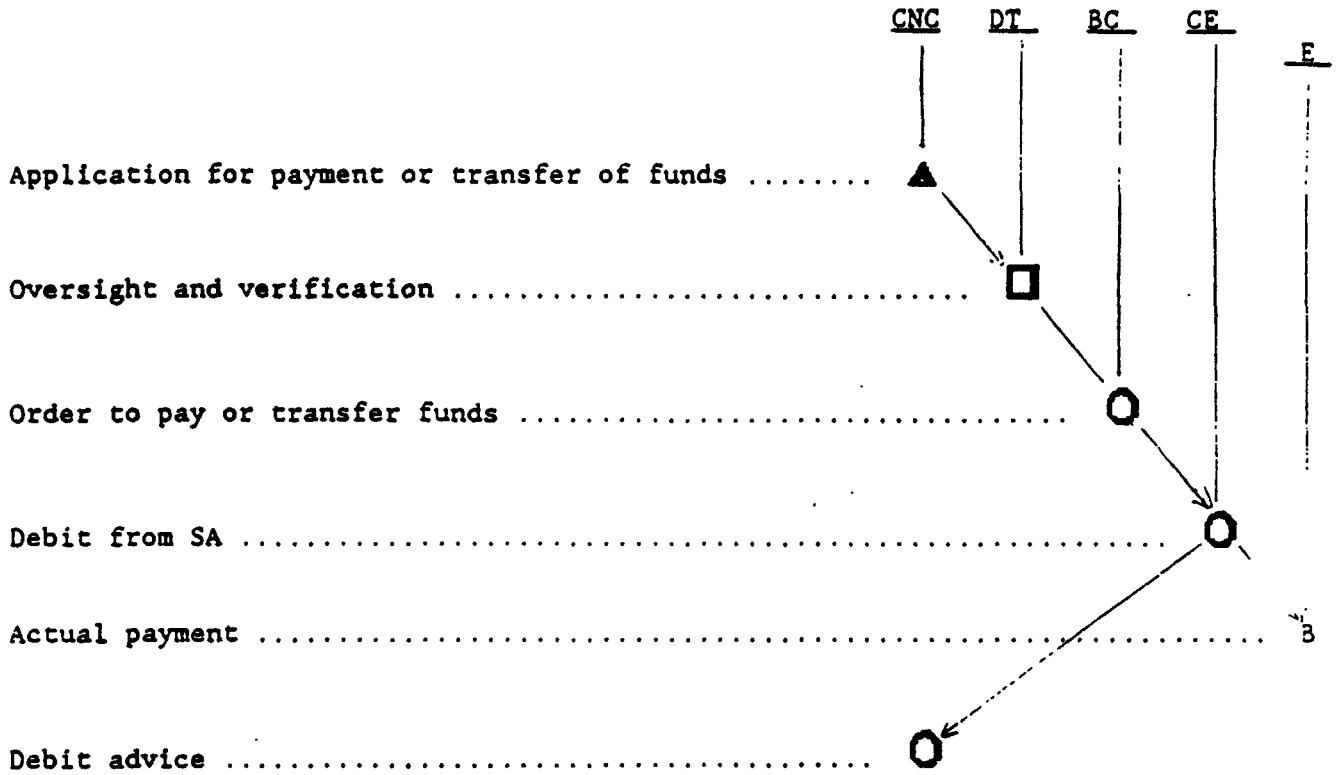 CNC DT BC CE
E
Application for payment or transfer of funds ........
Oversight and verification ................................
Order to pay or transfer funds ..................................
Debit from SA .........................................................
Actual payment ...............................................................
Debit advice ........................................